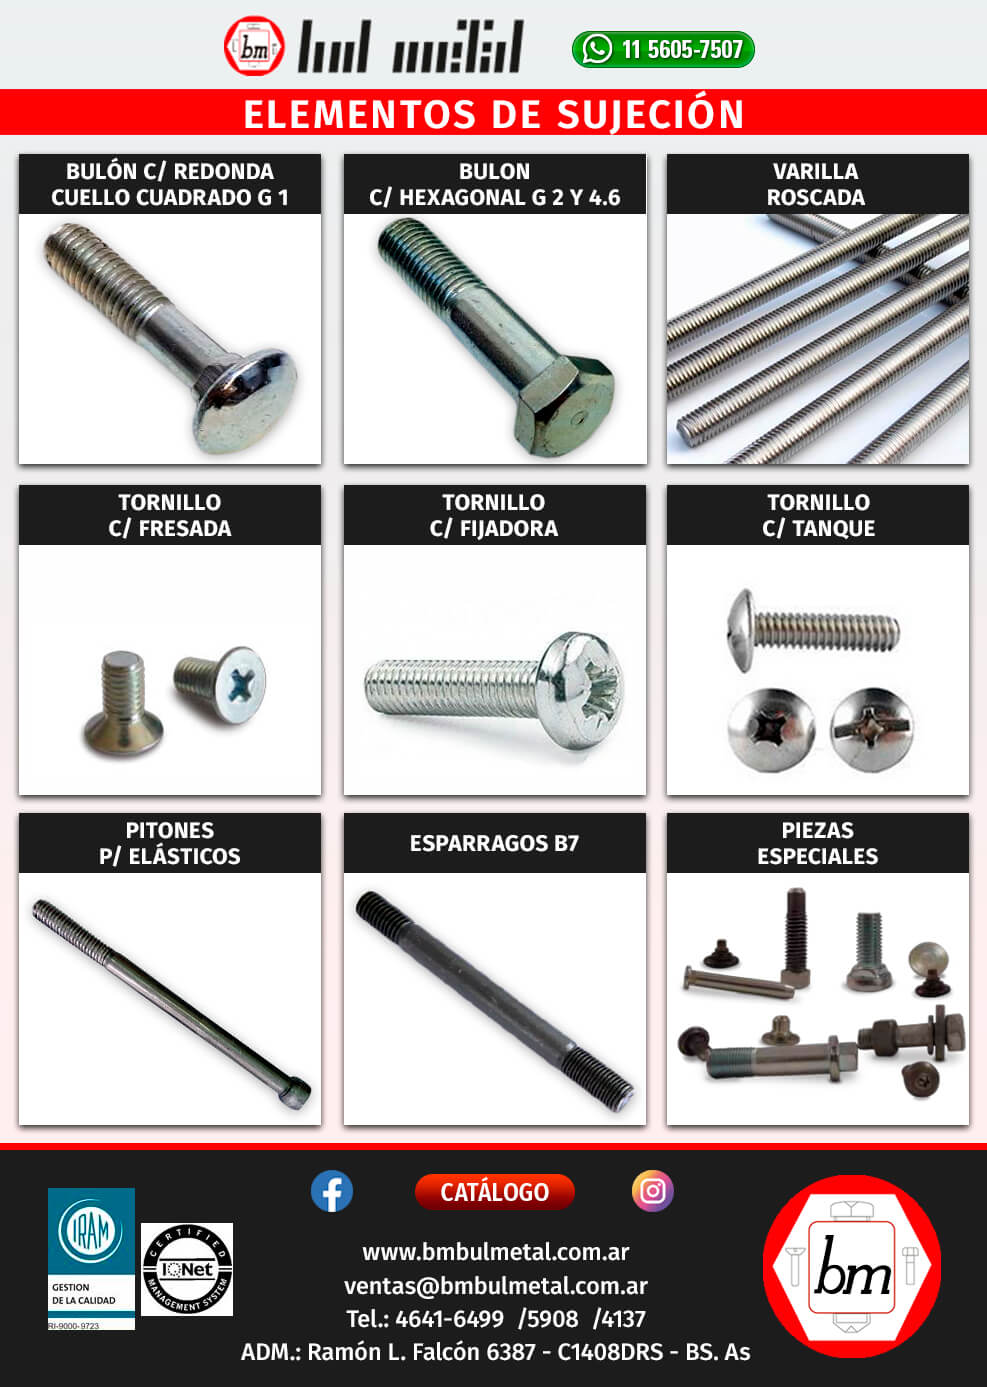 bm bul metal
11 5605-7507
ELEMENTOS DE SUJECIÓN
BULÓN C/ REDONDA
CUELLO CUADRADO G 1
BULON
C/ HEXAGONAL G 2 Y 4.6
VARILLA
ROSCADA
TORNILLO
C/ FRESADA
TORNILLO
C/ FIJADORA
TORNILLO
C/ TANQUE
PITONES
P/ ELÁSTICOS
ESPARRAGOS B7
PIEZAS
ESPECIALES
CATÁLOGO
IRAM
GESTION
DE LA CALIDAD
RI-9000-9723
CERTIFIED
IQNet
MANAGEMENT SYSTEM
www.bmbulmetal.com.ar
ventas@bmbulmetal.com.ar
Tel.: 4641-6499 /5908 /4137
ADM.: Ramón L. Falcón 6387 - C1408DRS - BS. As
bm